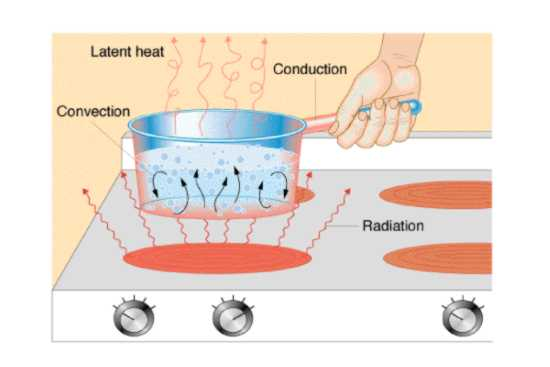 Latent heat
Conduction
Convection
Radiation